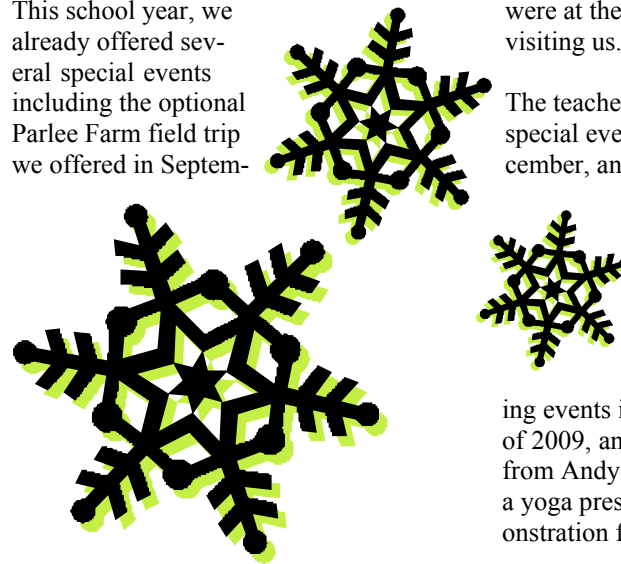 This school year, we
already offered sev-
eral special events
including the optional
Parlee Farm field trip
we offered in Septem-
were at the
visiting us.
The teache
special eve
cember, an
ing events i
of 2009, an
from Andy
a yoga pres
onstration f